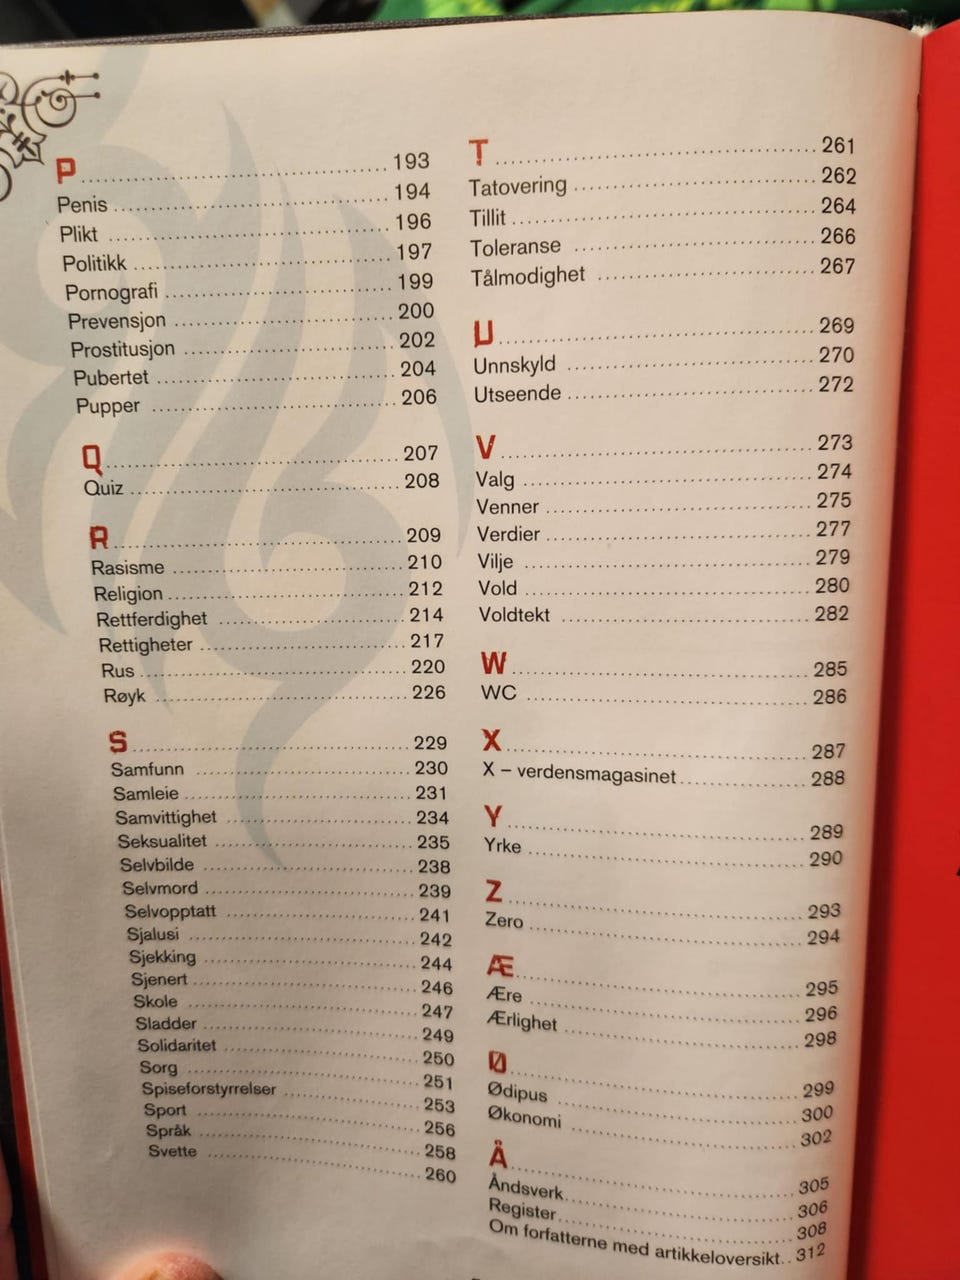 P ..... 193
Penis ..... 194
Plikt ..... 196
Politikk ..... 197
Pornografi ..... 199
Prevensjon ..... 200
Prostitusjon ..... 202
Pubertet ..... 204
Pupper ..... 206
Q ..... 207
Quiz ..... 208
R ..... 209
Rasisme ..... 210
Religion ..... 212
Rettferdighet ..... 214
Rettigheter ..... 217
Rus ..... 220
Røyk ..... 226
S ..... 229
Samfunn ..... 230
Samleie ..... 231
Samvittighet ..... 234
Seksualitet ..... 235
Selvbilde ..... 238
Selvmord ..... 239
Selvopptatt ..... 241
Sjalusi ..... 242
Sjekking ..... 244
Sjenert ..... 246
Skole ..... 247
Sladder ..... 249
Solidaritet ..... 250
Sorg ..... 251
Spiseforstyrrelser ..... 253
Sport ..... 256
Språk ..... 258
Svette ..... 260
T ..... 261
Tatovering ..... 262
Tillit ..... 264
Toleranse ..... 266
Tålmodighet ..... 267
U ..... 269
Unnskyld ..... 270
Utseende ..... 272
V ..... 273
Valg ..... 274
Venner ..... 275
Verdier ..... 277
Vilje ..... 279
Vold ..... 280
Voldtekt ..... 282
W ..... 285
WC ..... 286
X ..... 287
X – verdensmagasinet ..... 288
Y ..... 289
Yrke ..... 290
Z ..... 293
Zero ..... 294
Æ ..... 295
Ære ..... 296
Ærlighet ..... 298
Ø ..... 299
Ødipus ..... 300
Økonomi ..... 302
Å ..... 305
Åndsverk ..... 306
Register ..... 308
Om forfatterne med artikkeloversikt.. 312